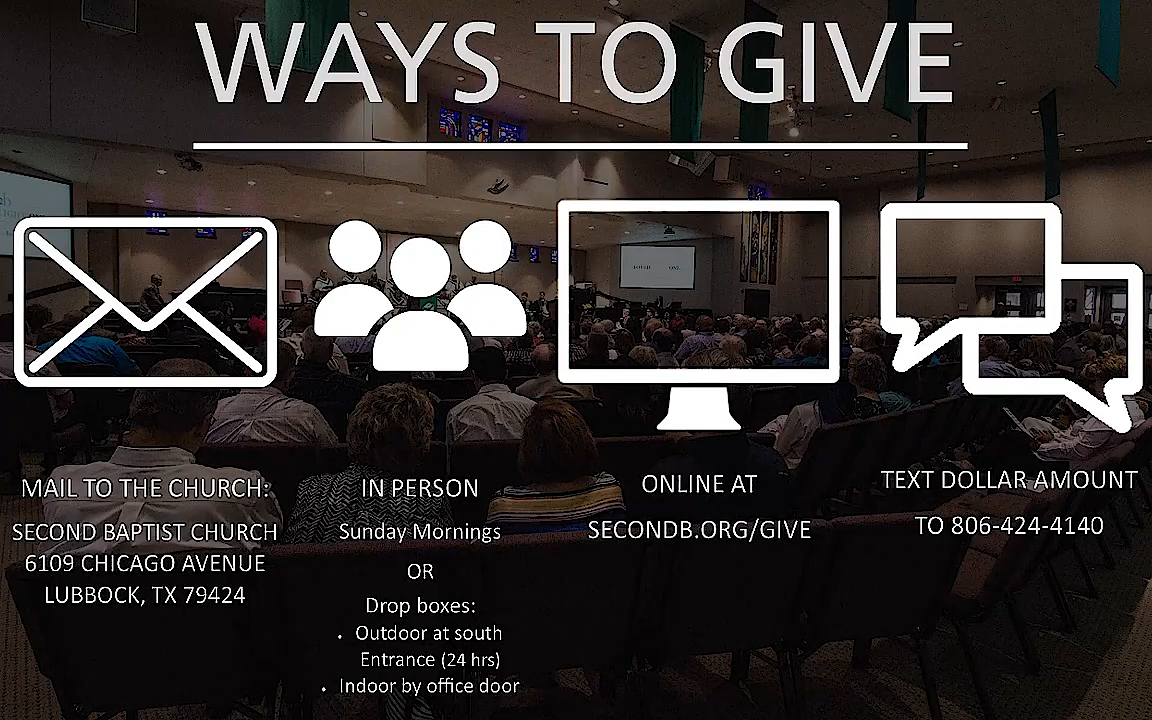 WAYS TO GIVE
MAIL TO THE CHURCH:
SECOND BAPTIST CHURCH
6109 CHICAGO AVENUE
LUBBOCK, TX 79424
IN PERSON
Sunday Mornings
OR
Drop boxes:
• Outdoor at south
Entrance (24 hrs)
• Indoor by office door
ONLINE AT
SECONDB.ORG/GIVE
TEXT DOLLAR AMOUNT
TO 806-424-4140